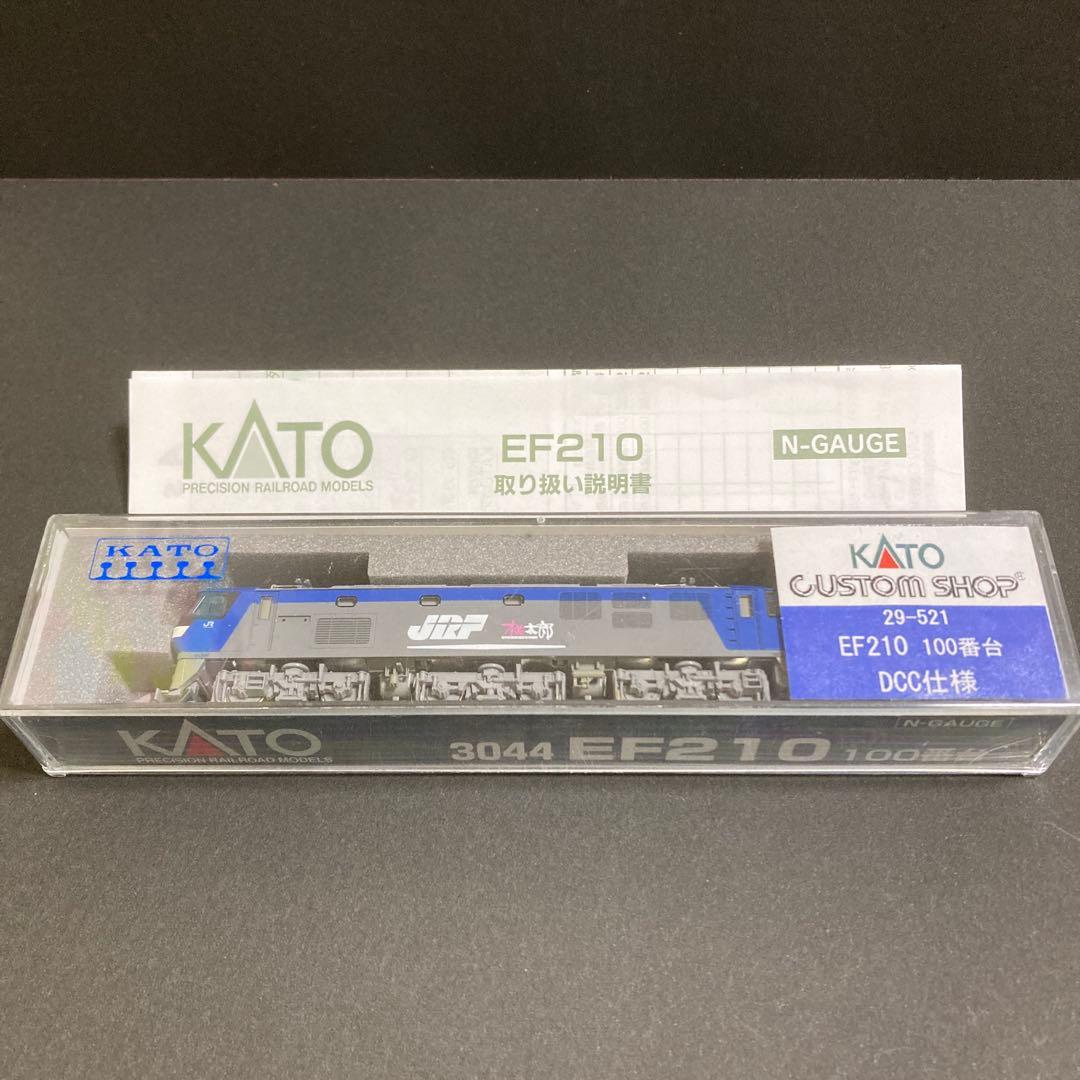 KATO
PRECISION RAILROAD MODELS
EF210
取り扱い説明書
N-GAUGE
KATO
KATO
CUSTOM SHOP®
29-521
EF210 100番台
DCC仕様
JR
JRF
桃太郎
KATO
PRECISION RAILROAD MODELS
3044 EF210 100番台
N-GAUGE